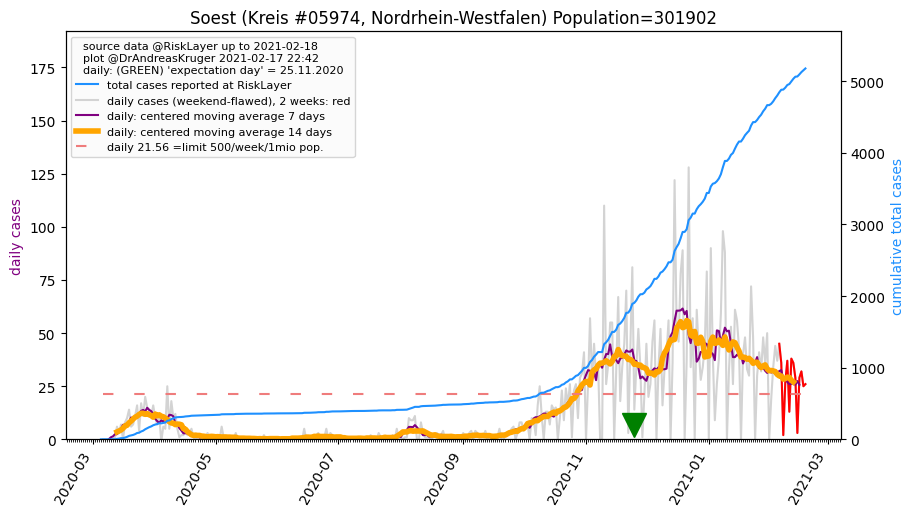 Soest (Kreis #05974, Nordrhein-Westfalen) Population=301902
source data @RiskLayer up to 2021-02-18
plot @DrAndreasKruger 2021-02-17 22:42
daily: (GREEN) 'expectation day' = 25.11.2020
total cases reported at RiskLayer
daily cases (weekend-flawed), 2 weeks: red
daily: centered moving average 7 days
daily: centered moving average 14 days
daily 21.56 =limit 500/week/1mio pop.
daily cases
175
150
125
100
75
50
25
0
cumulative total cases
5000
4000
3000
2000
1000
0
2020-03
2020-05
2020-07
2020-09
2020-11
2021-01
2021-03